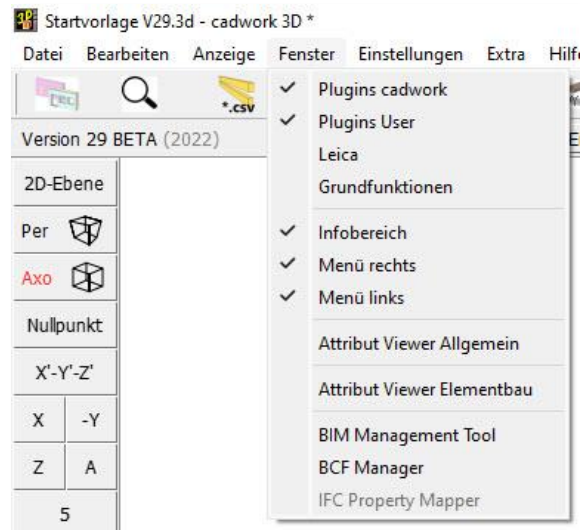 Startvorlage V29.3d - cadwork 3D *
Datei Bearbeiten Anzeige Fenster Einstellungen Extra Hilfe
*.csv
Version 29 BETA (2022)
2D-Ebene
Per
Axo
Nullpunkt
X'-Y'-Z'
X -Y
Z A
5
Plugins cadwork
Plugins User
Leica
Grundfunktionen
Infobereich
Menü rechts
Menü links
Attribut Viewer Allgemein
Attribut Viewer Elementbau
BIM Management Tool
BCF Manager
IFC Property Mapper